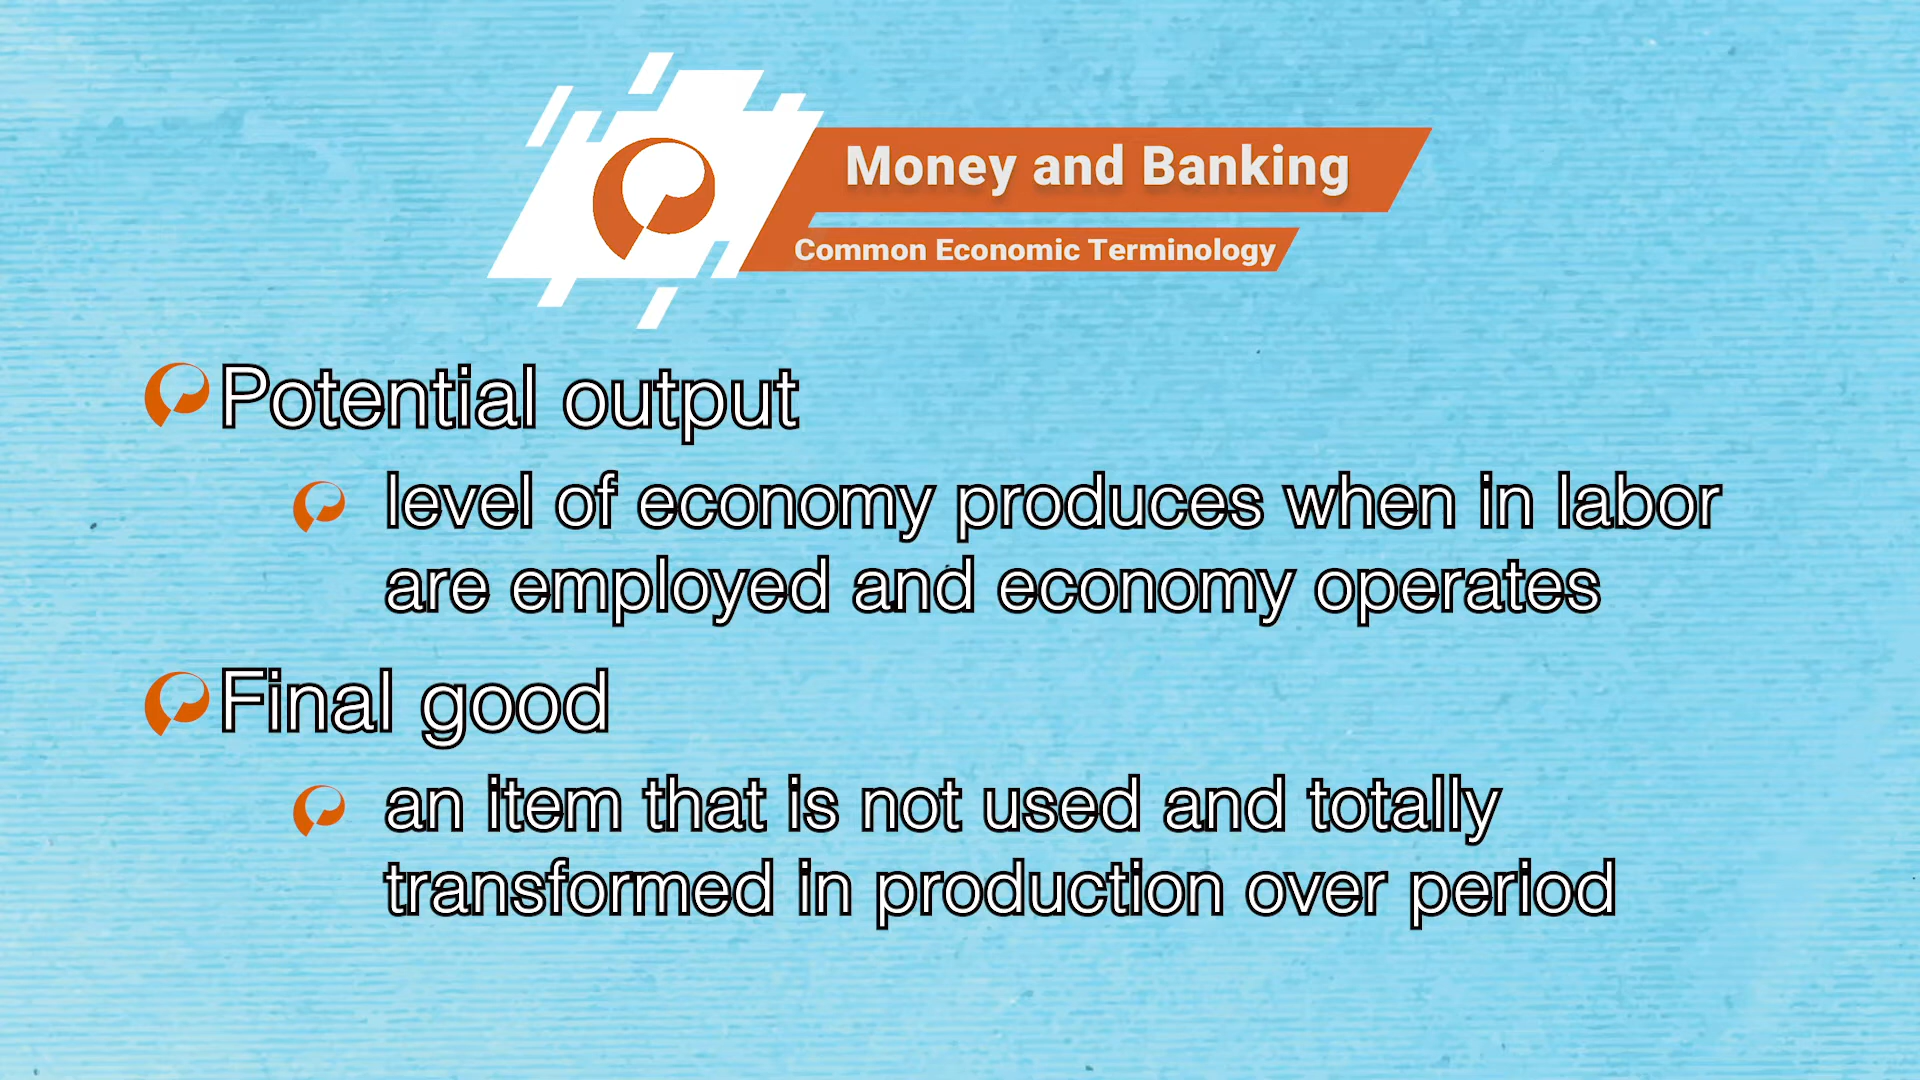 Money and Banking
Common Economic Terminology
Potential output
level of economy produces when in labor
are employed and economy operates
Final good
an item that is not used and totally
transformed in production over period